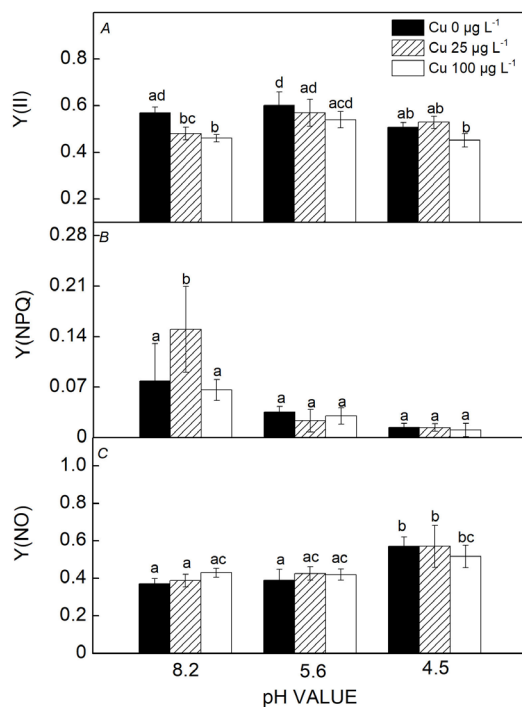 A
Cu 0 µg L⁻¹
Cu 25 µg L⁻¹
Cu 100 µg L⁻¹
Y(II)
0.8
0.6
0.4
0.2
ad bc b d ad acd ab ab b
B
Y(NPQ)
0.28
0.21
0.14
0.07
0
a b a a a a a a a
C
Y(NO)
1.0
0.8
0.6
0.4
0.2
0
a a ac a ac ac b b bc
8.2 5.6 4.5
pH VALUE